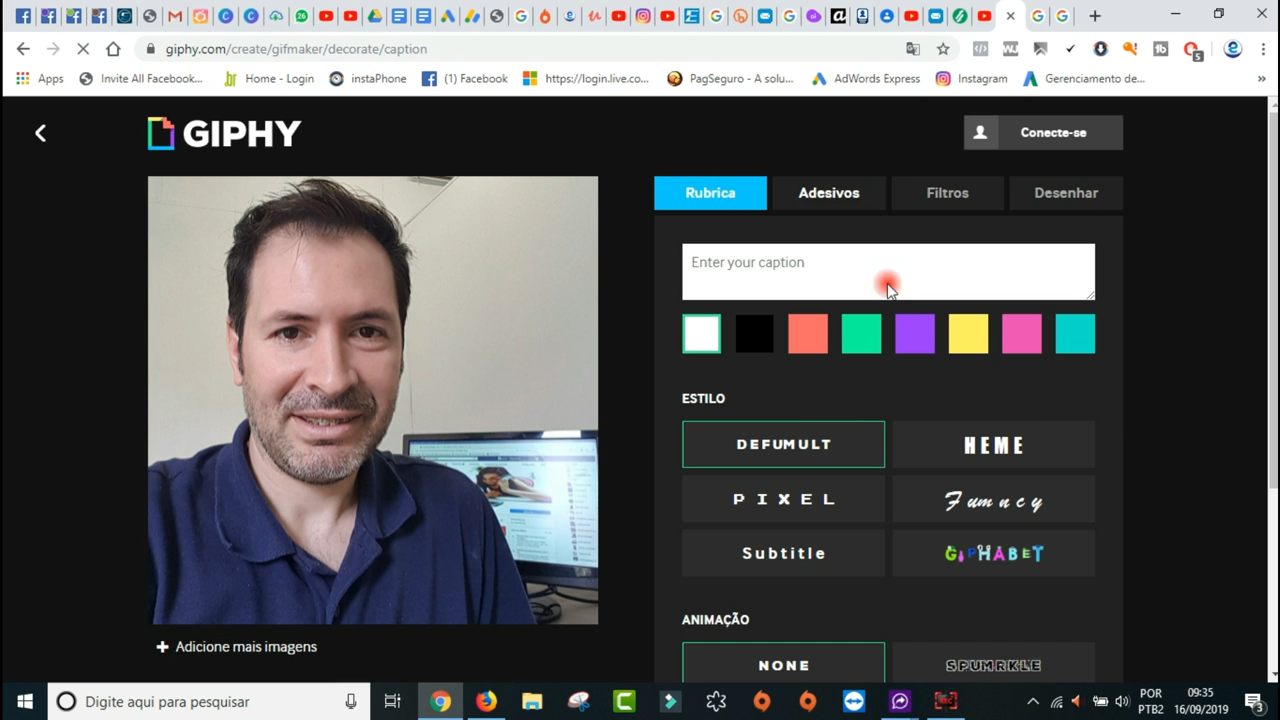 giphy.com/create/gifmaker/decorate/caption
Apps
Invite All Facebook...
Home - Login
instaPhone
(1) Facebook
https://login.live.co...
PagSeguro - A solu...
AdWords Express
Instagram
Gerenciamento de...
GIPHY
Conecte-se
Rubrica
Adesivos
Filtros
Desenhar
Enter your caption
ESTILO
DEFUMULT
HEME
PIXEL
Fumncy
Subtitle
GIPHABET
ANIMAÇÃO
NONE
SPUMRKLE
+ Adicione mais imagens
Digite aqui para pesquisar
POR
PTB2
09:35
16/09/2019
3